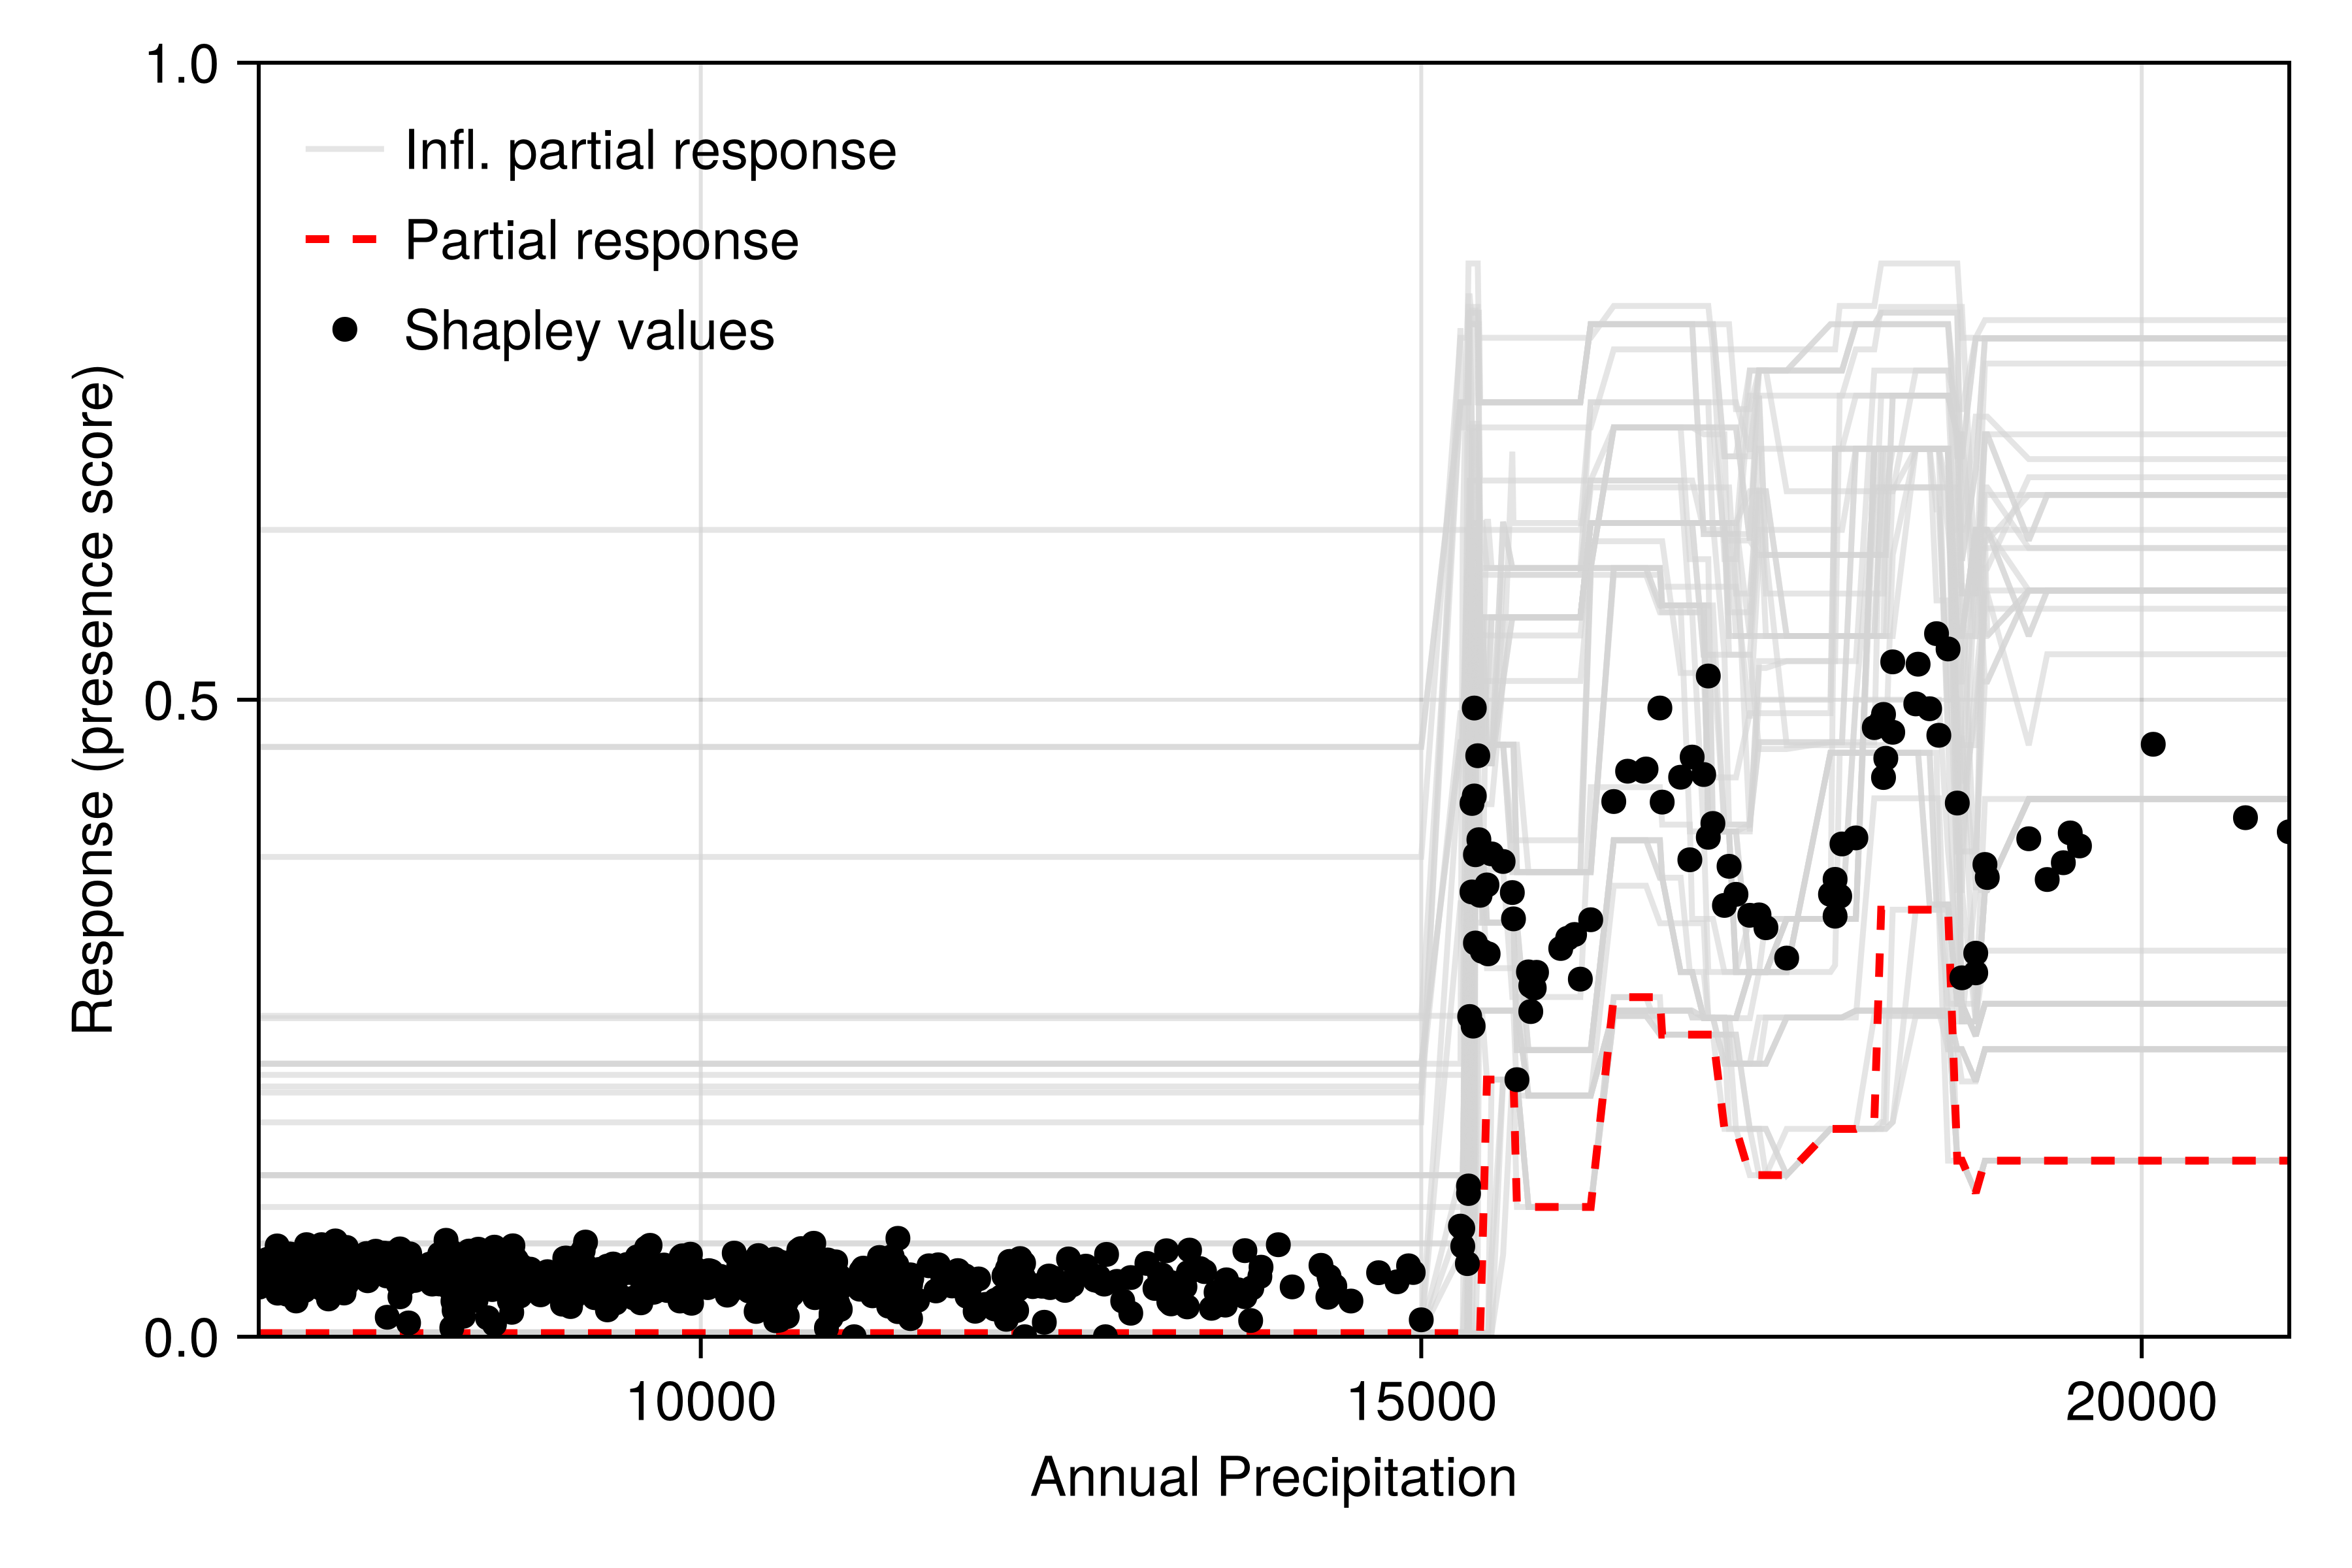 1.0
Infl. partial response
Partial response
Shapley values
0.5
Response (presence score)
0.0
10000
15000
20000
Annual Precipitation